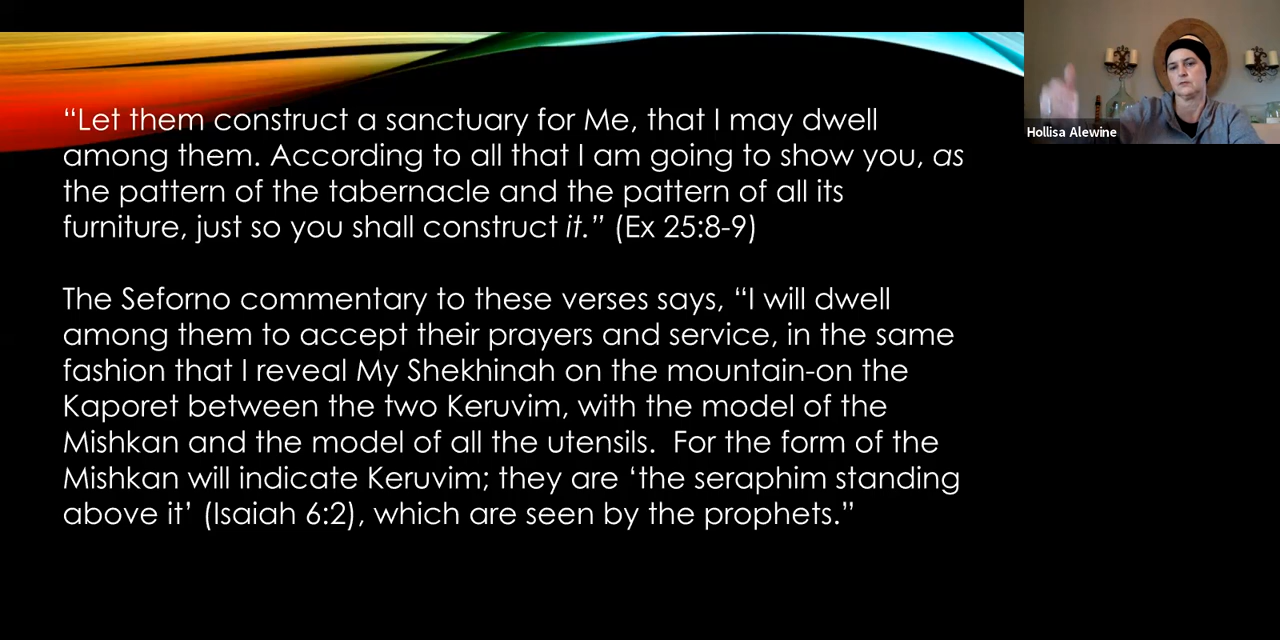 “Let them construct a sanctuary for Me, that I may dwell
among them. According to all that I am going to show you, as
the pattern of the tabernacle and the pattern of all its
furniture, just so you shall construct it.” (Ex 25:8-9)
The Seforno commentary to these verses says, “I will dwell
among them to accept their prayers and service, in the same
fashion that I reveal My Shekhinah on the mountain-on the
Kaporet between the two Keruvim, with the model of the
Mishkan and the model of all the utensils.  For the form of the
Mishkan will indicate Keruvim; they are ‘the seraphim standing
above it’ (Isaiah 6:2), which are seen by the prophets.”
Hollisa Alewine